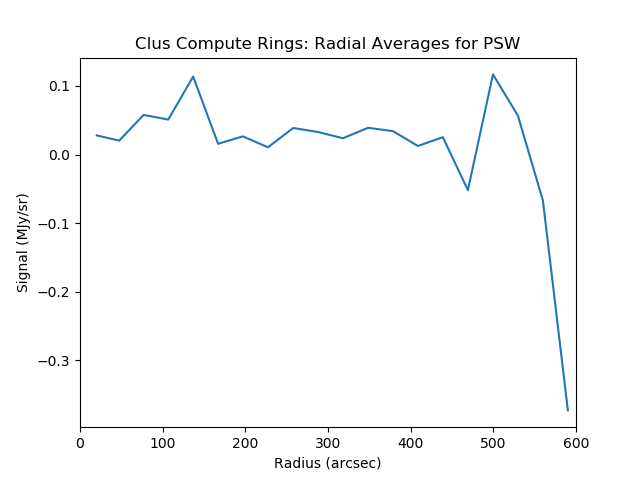 Clus Compute Rings: Radial Averages for PSW
0.1
0.0
−0.1
−0.2
−0.3
Signal (MJy/sr)
0 100 200 300 400 500 600
Radius (arcsec)